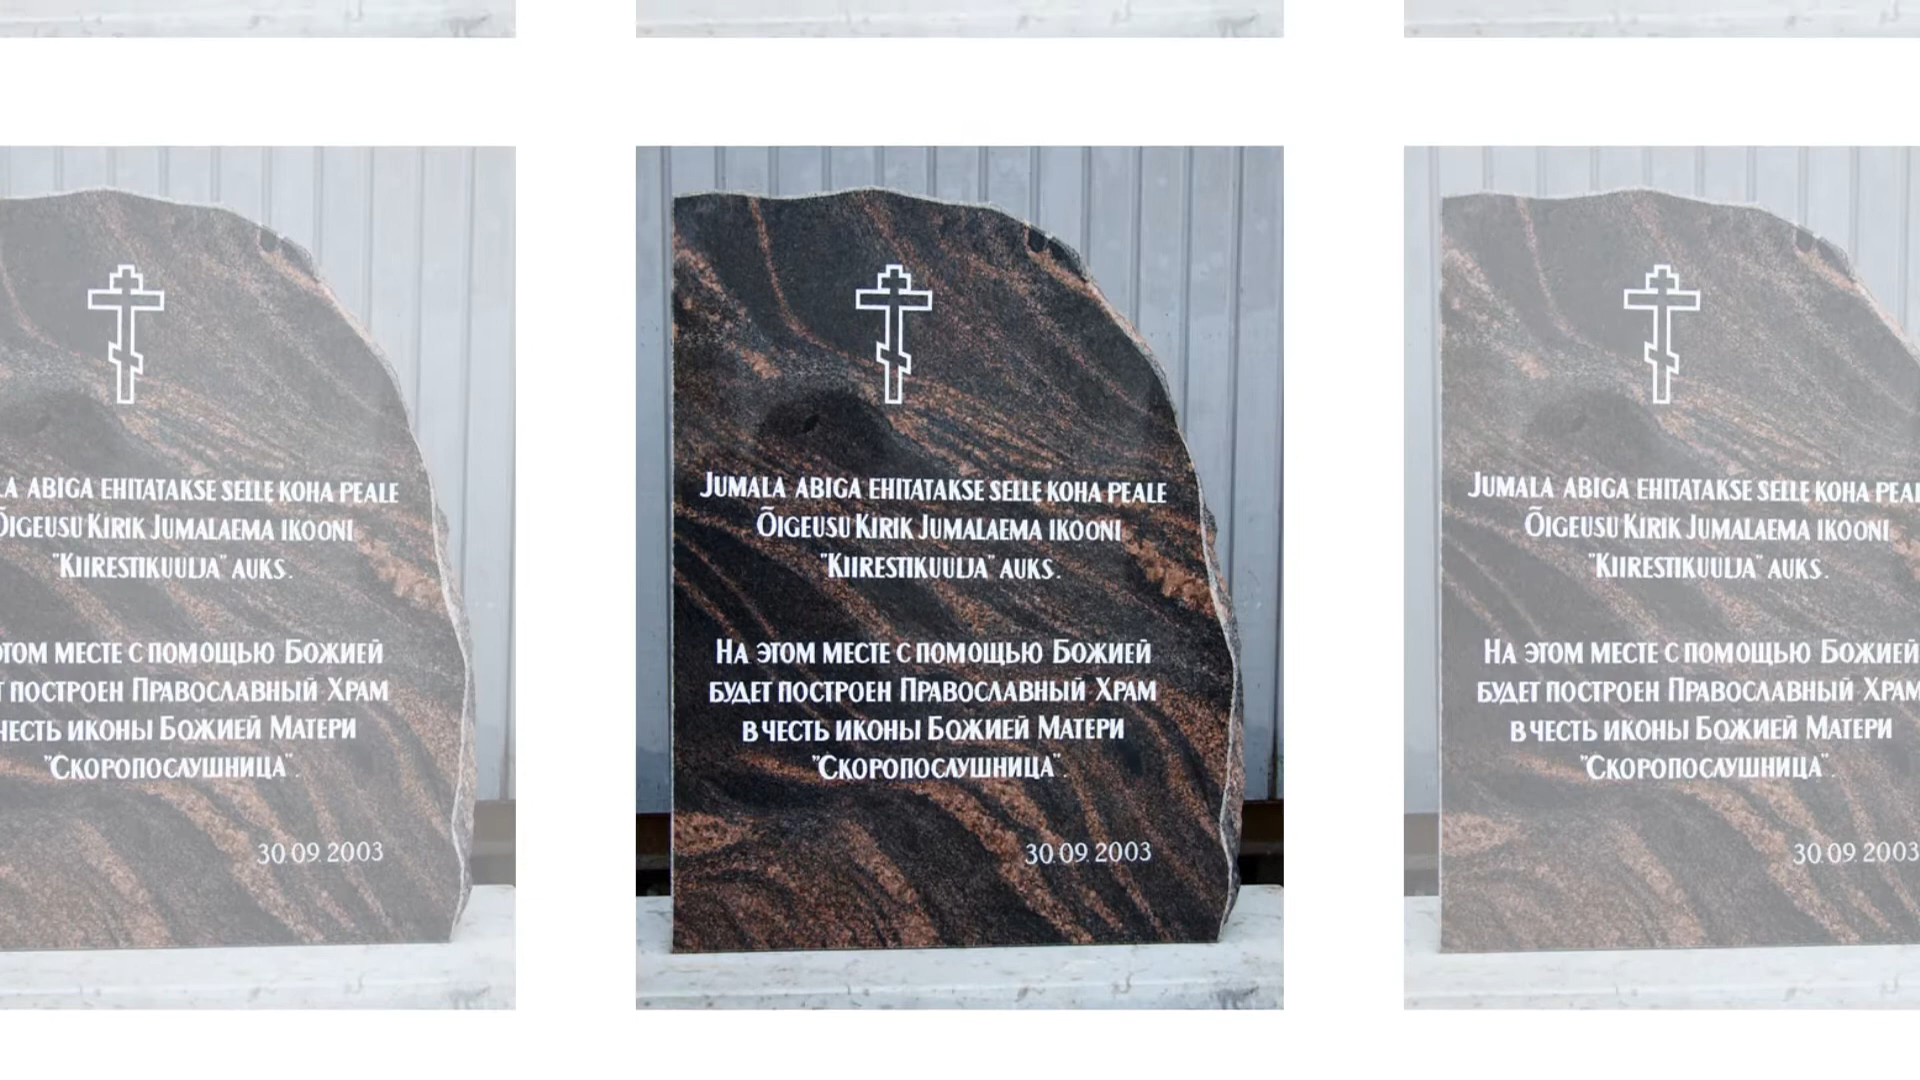 JUMALA ABIGA EHITATAKSE SELLE KOHA PEALE
ÕIGEUSU KIRIK JUMALAEMA IKOONI
"KIIRESTIKUULJA" AUKS.
НА ЭТОМ МЕСТЕ С ПОМОЩЬЮ БОЖИЕЙ
БУДЕТ ПОСТРОЕН ПРАВОСЛАВНЫЙ ХРАМ
В ЧЕСТЬ ИКОНЫ БОЖИЕЙ МАТЕРИ
"СКОРОПОСЛУШНИЦА".
30.09.2003